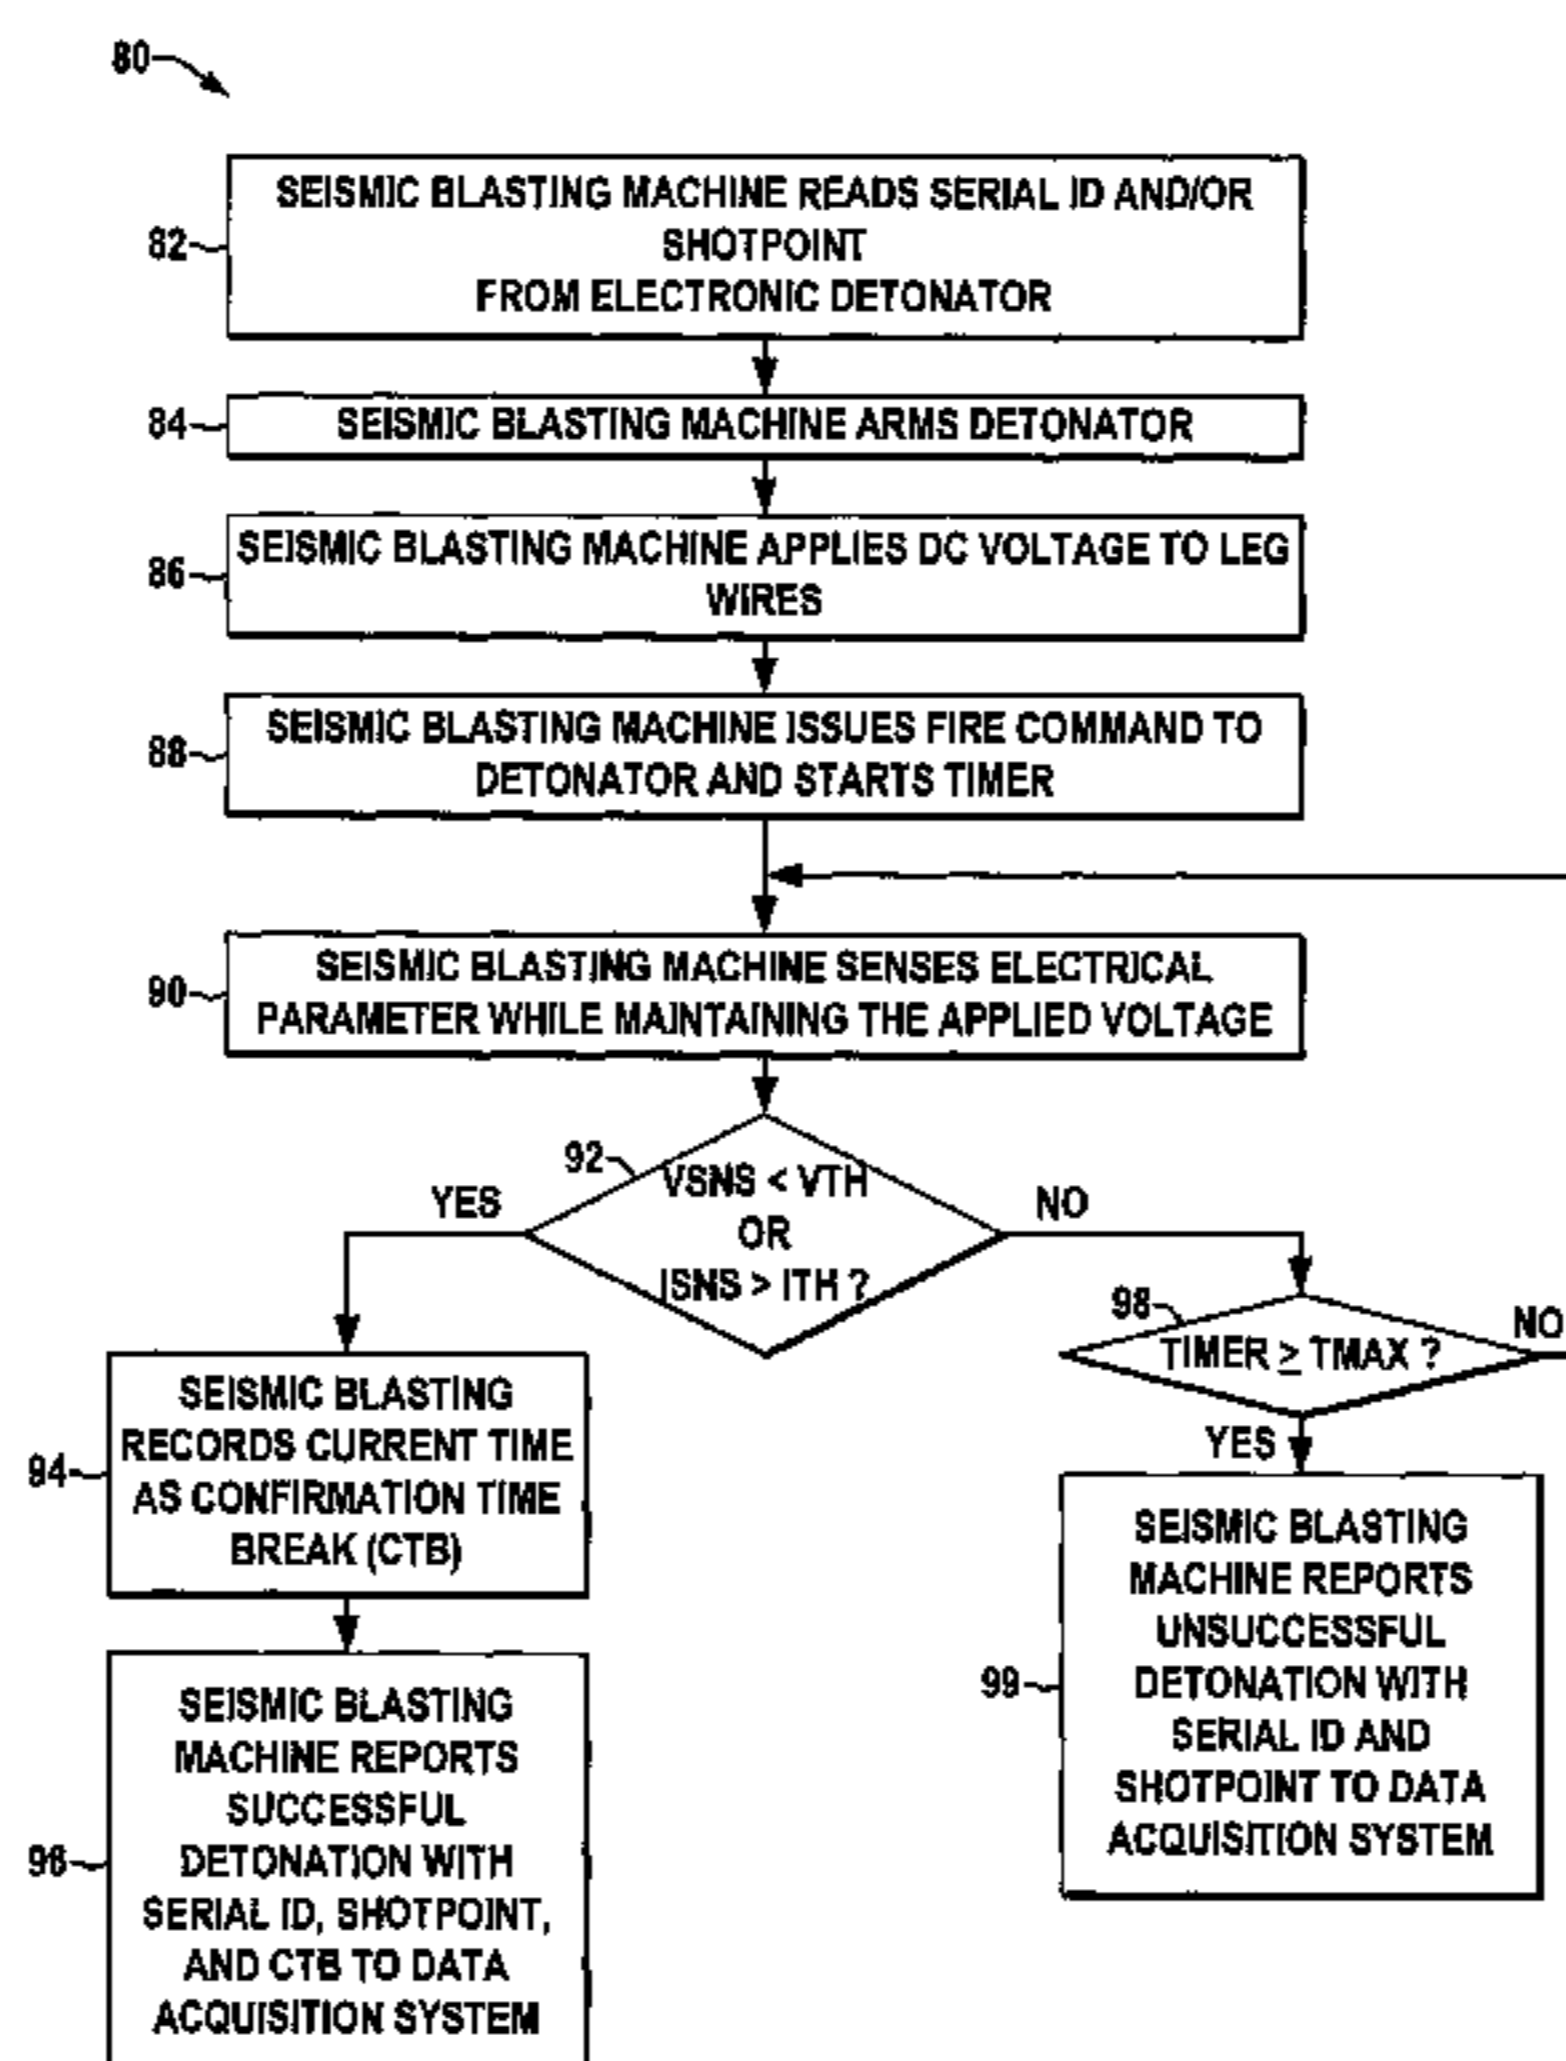 80
SEISMIC BLASTING MACHINE READS SERIAL ID AND/OR
SHOTPOINT
FROM ELECTRONIC DETONATOR
82
SEISMIC BLASTING MACHINE ARMS DETONATOR
84
SEISMIC BLASTING MACHINE APPLIES DC VOLTAGE TO LEG
WIRES
86
SEISMIC BLASTING MACHINE ISSUES FIRE COMMAND TO
DETONATOR AND STARTS TIMER
88
SEISMIC BLASTING MACHINE SENSES ELECTRICAL
PARAMETER WHILE MAINTAINING THE APPLIED VOLTAGE
90
92
VSNS < VTH
OR
ISNS > ITH ?
YES
NO
94
SEISMIC BLASTING
RECORDS CURRENT TIME
AS CONFIRMATION TIME
BREAK (CTB)
96
SEISMIC BLASTING
MACHINE REPORTS
SUCCESSFUL
DETONATION WITH
SERIAL ID, SHOTPOINT,
AND CTB TO DATA
ACQUISITION SYSTEM
98
TIMER ≥ TMAX ?
NO
YES
99
SEISMIC BLASTING
MACHINE REPORTS
UNSUCCESSFUL
DETONATION WITH
SERIAL ID AND
SHOTPOINT TO DATA
ACQUISITION SYSTEM